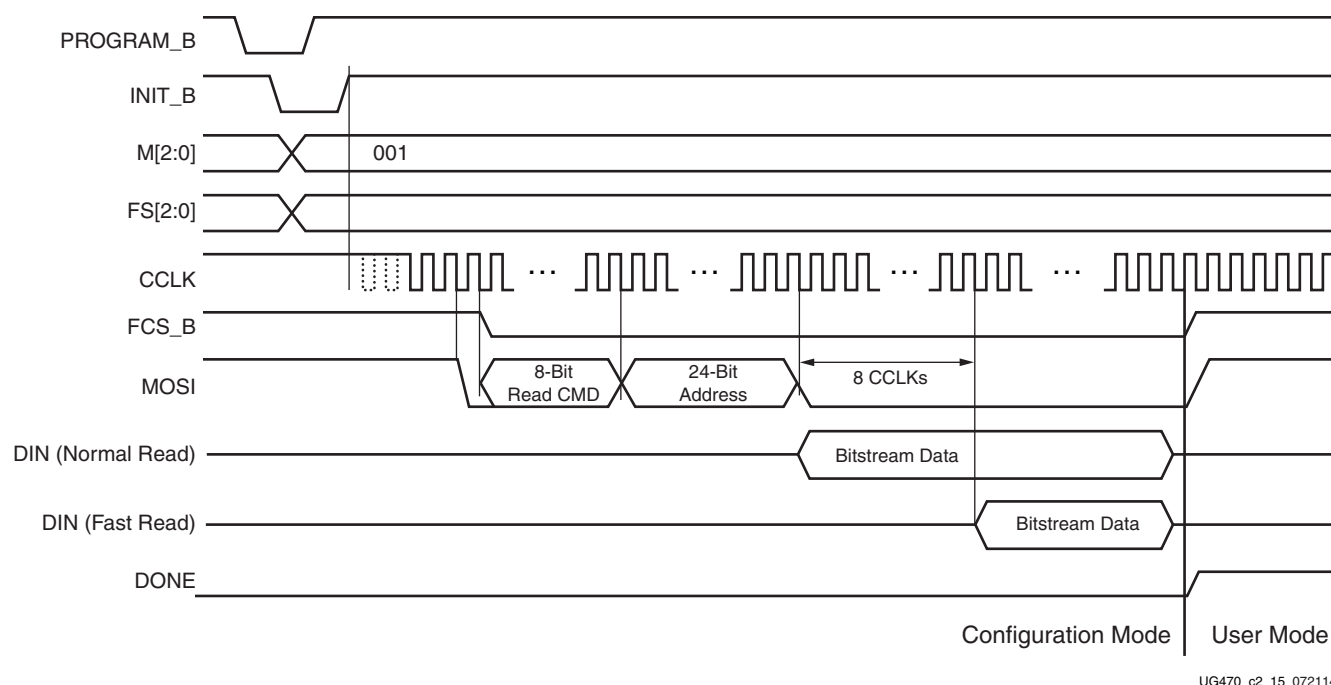 PROGRAM_B
INIT_B
M[2:0]
001
FS[2:0]
CCLK
... ... ... ...
FCS_B
MOSI
8-Bit
Read CMD
24-Bit
Address
8 CCLKs
DIN (Normal Read)
Bitstream Data
DIN (Fast Read)
Bitstream Data
DONE
Configuration Mode
User Mode
UG470_c2_15_072114